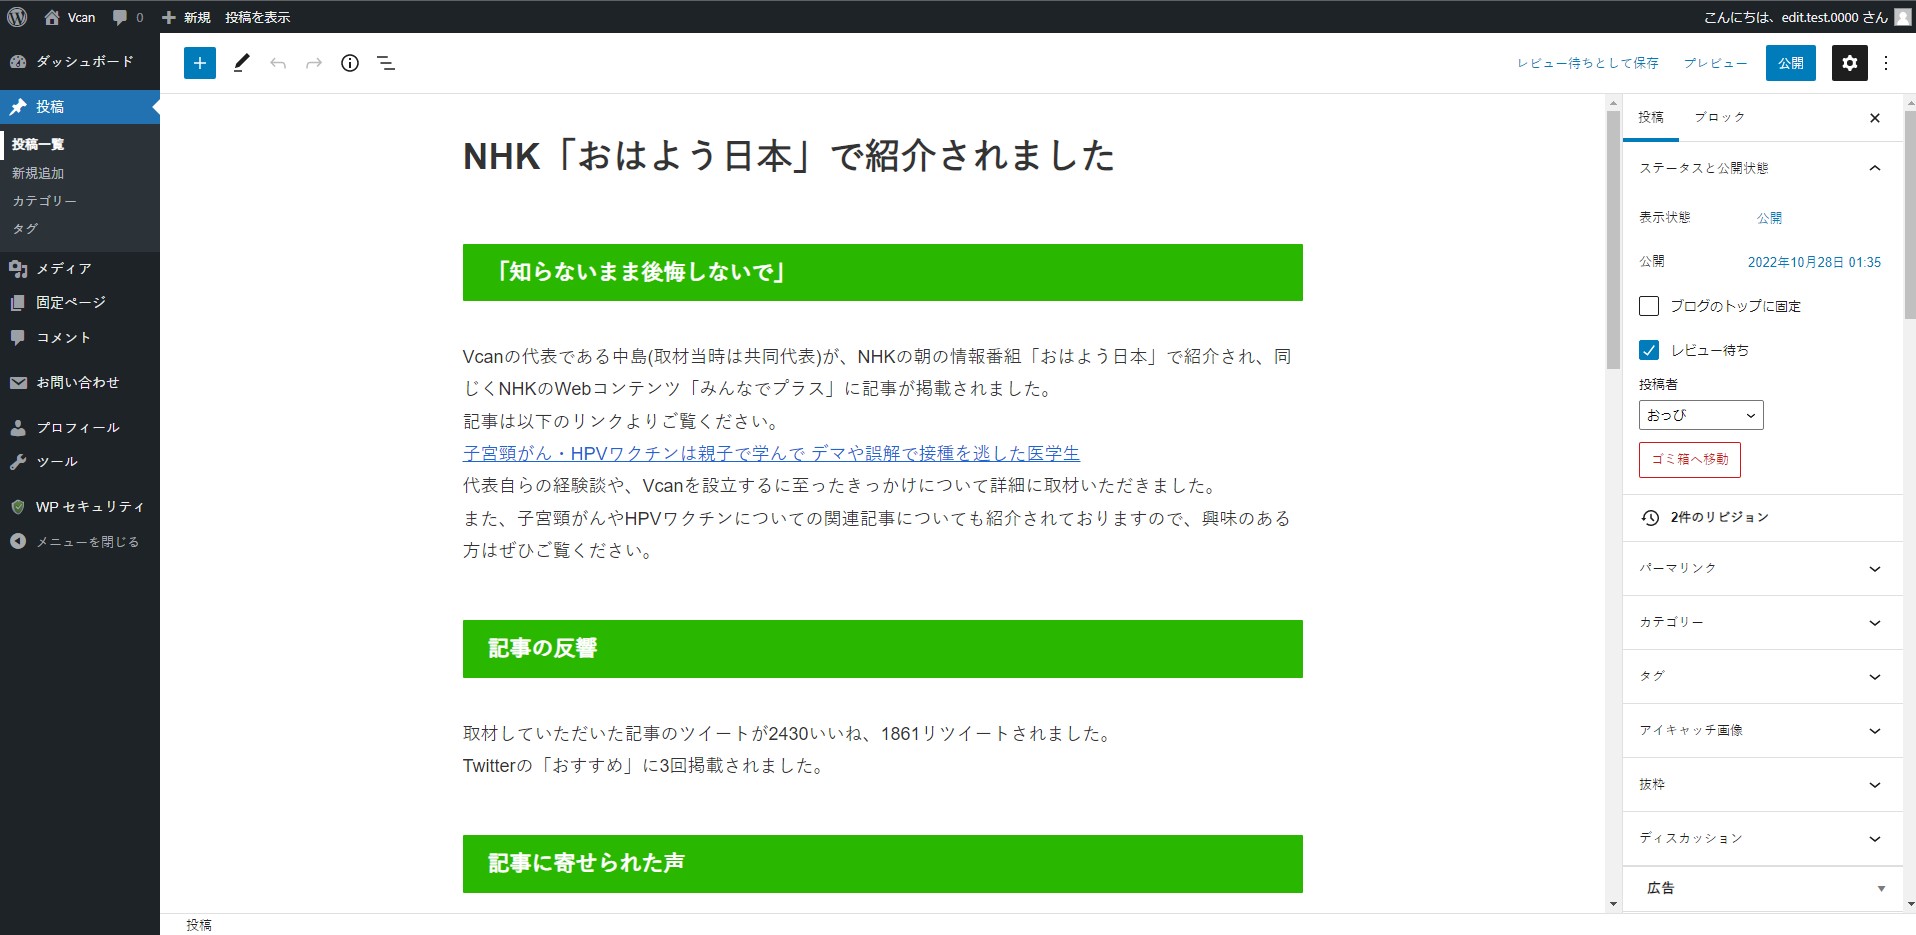 Vcan
0
新規
投稿を表示
こんにちは、edit.test.0000 さん
ダッシュボード
投稿
投稿一覧
新規追加
カテゴリー
タグ
メディア
固定ページ
コメント
お問い合わせ
プロフィール
ツール
WP セキュリティ
メニューを閉じる
レビュー待ちとして保存
プレビュー
公開
NHK「おはよう日本」で紹介されました
「知らないまま後悔しないで」
Vcanの代表である中島(取材当時は共同代表)が、NHKの朝の情報番組「おはよう日本」で紹介され、同
じくNHKのWebコンテンツ「みんなでプラス」に記事が掲載されました。
記事は以下のリンクよりご覧ください。
子宮頸がん・HPVワクチンは親子で学んで デマや誤解で接種を逃した医学生
代表自らの経験談や、Vcanを設立するに至ったきっかけについて詳細に取材いただきました。
また、子宮頸がんやHPVワクチンについての関連記事についても紹介されておりますので、興味のある
方はぜひご覧ください。
記事の反響
取材していただいた記事のツイートが2430いいね、1861リツイートされました。
Twitterの「おすすめ」に3回掲載されました。
記事に寄せられた声
投稿
投稿
ブロック
ステータスと公開状態
表示状態
公開
公開
2022年10月28日 01:35
ブログのトップに固定
レビュー待ち
投稿者
おっぴ
ゴミ箱へ移動
2件のリビジョン
パーマリンク
カテゴリー
タグ
アイキャッチ画像
抜粋
ディスカッション
広告